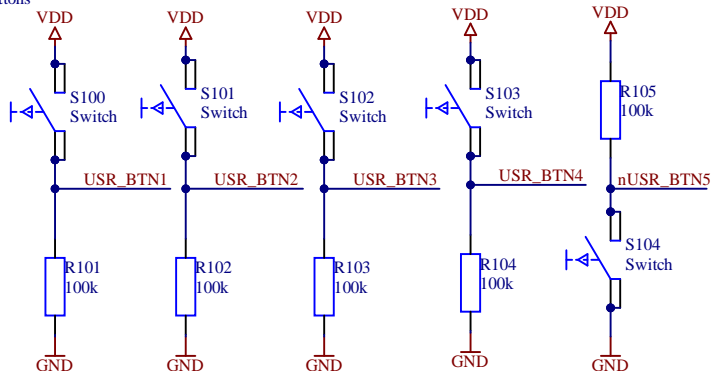 VDD
VDD
VDD
VDD
VDD
S100
Switch
S101
Switch
S102
Switch
S103
Switch
R105
100k
USR_BTN1
USR_BTN2
USR_BTN3
USR_BTN4
nUSR_BTN5
R101
100k
R102
100k
R103
100k
R104
100k
S104
Switch
GND
GND
GND
GND
GND